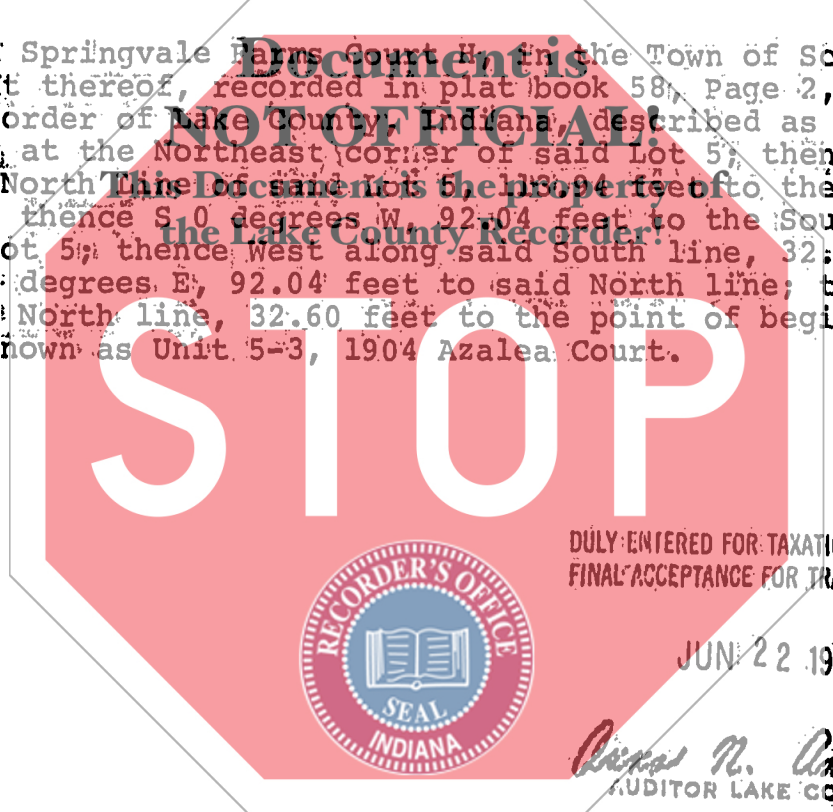 Springvale Farms Court H, in the Town of Sc
t thereof, recorded in plat book 58, Page 2,
order of Lake County, Indiana, described as
at the Northeast corner of said Lot 5; then
North line of said Lot 5, feet to the
thence S 0 degrees W, 92.04 feet to the Sou
ot 5; thence West along said South line, 32.
degrees E, 92.04 feet to said North line; t
North line, 32.60 feet to the point of begi
nown as Unit 5-3, 1904 Azalea Court.
Document is
NOT OFFICIAL!
This Document is the property of
the Lake County Recorder!
STOP
DULY ENTERED FOR TAXATI
FINAL ACCEPTANCE FOR TRA
JUN 22 19
AUDITOR LAKE CO
RECORDER'S OFFICE
SEAL
INDIANA